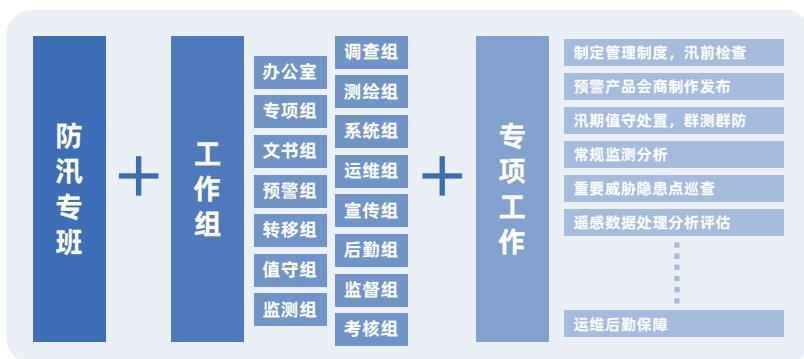 防汛专班
工作组
办公室
专项组
文书组
预警组
转移组
值守组
监测组
调查组
测绘组
系统组
运维组
宣传组
后勤组
监督组
考核组
专项工作
制定管理制度，汛前检查
预警产品会商制作发布
汛期值守处置，群测群防
常规监测分析
重要威胁隐患点巡查
遥感数据处理分析评估
运维后勤保障